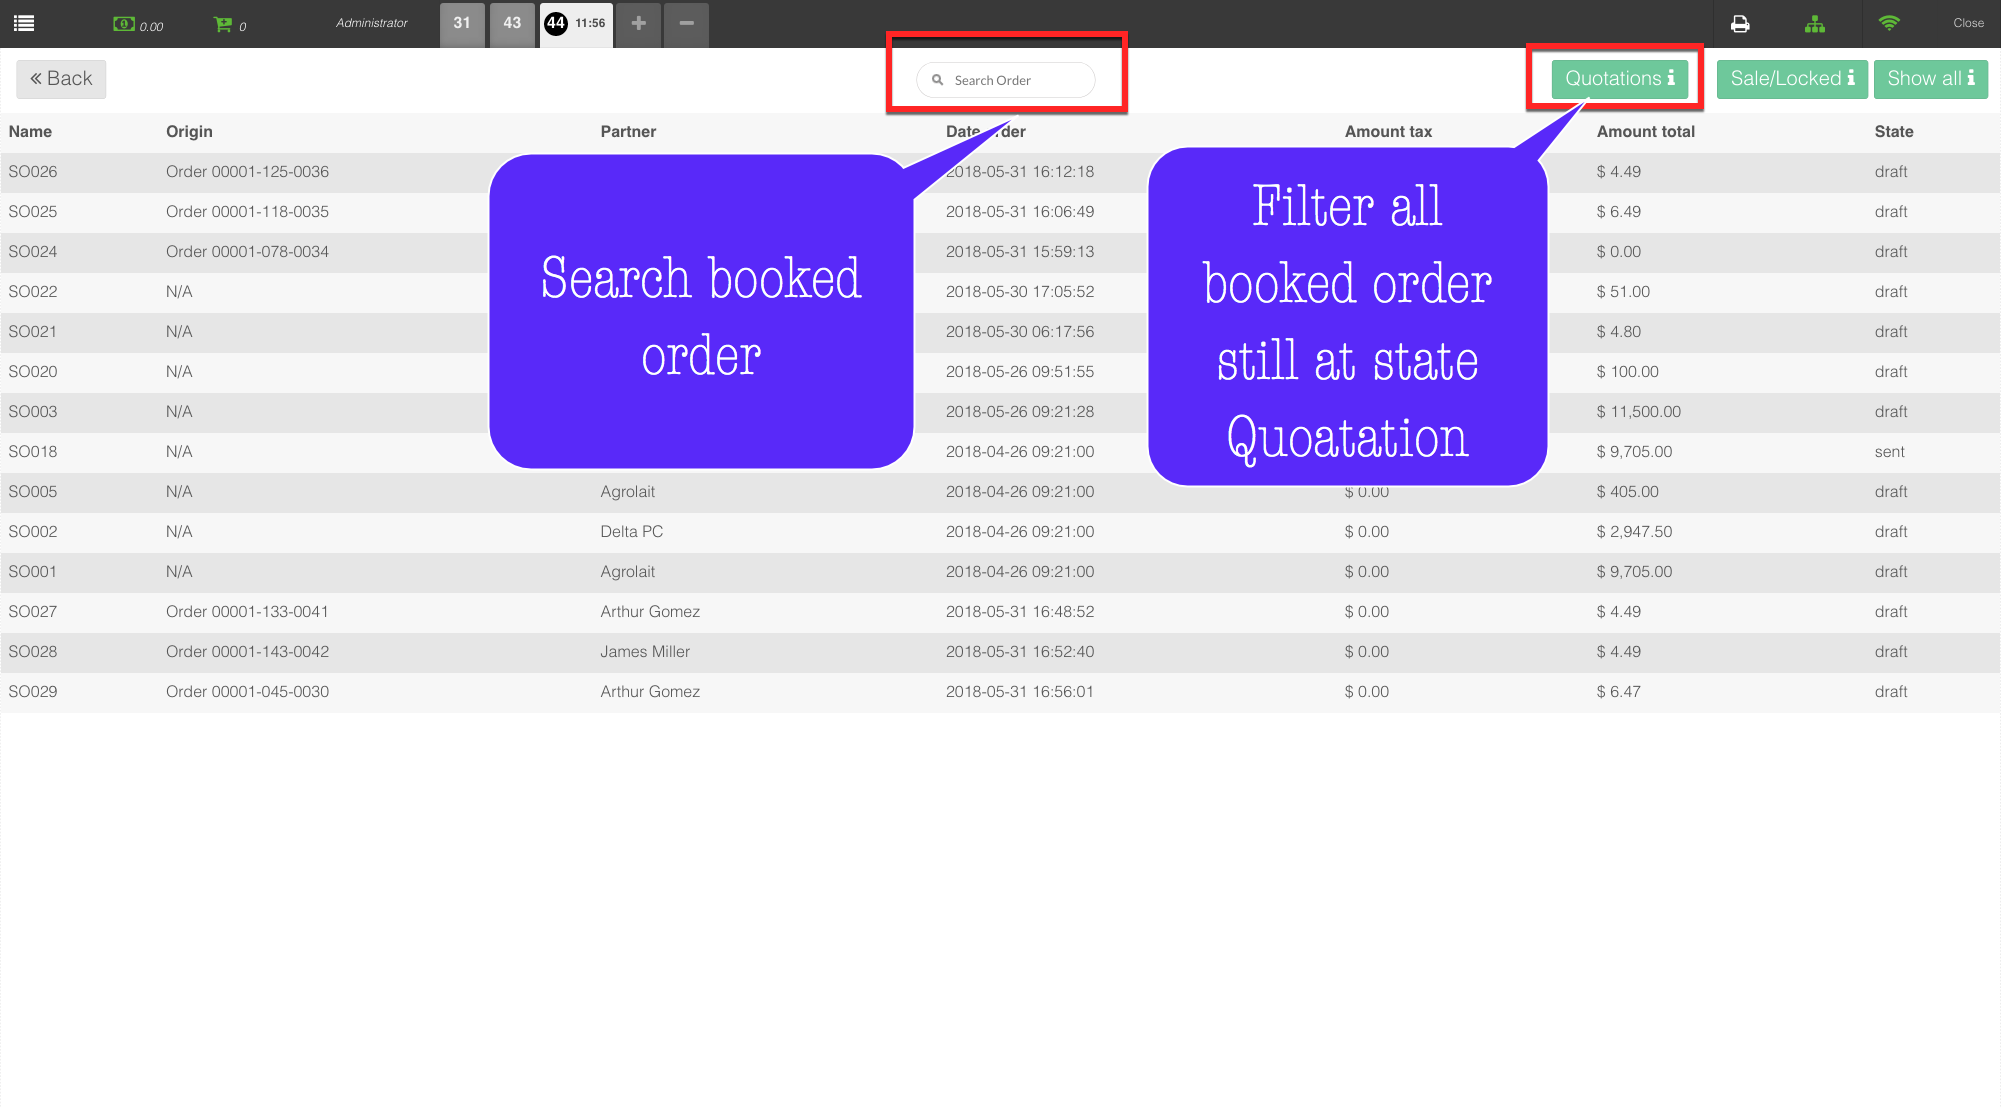 0.00 0 Administrator 31 43 44 11:56 Close
Back Search Order Quotations Sale/Locked Show all
Name Origin Partner Date order Amount tax Amount total State
SO026 Order 00001-125-0036 2018-05-31 16:12:18 $ 4.49 draft
SO025 Order 00001-118-0035 2018-05-31 16:06:49 $ 6.49 draft
SO024 Order 00001-078-0034 2018-05-31 15:59:13 $ 0.00 draft
SO022 N/A 2018-05-30 17:05:52 $ 51.00 draft
SO021 N/A 2018-05-30 06:17:56 $ 4.80 draft
SO020 N/A 2018-05-26 09:51:55 $ 100.00 draft
SO003 N/A 2018-05-26 09:21:28 $ 11,500.00 draft
SO018 N/A 2018-04-26 09:21:00 $ 9,705.00 sent
SO005 N/A Agrolait 2018-04-26 09:21:00 $ 0.00 $ 405.00 draft
SO002 N/A Delta PC 2018-04-26 09:21:00 $ 0.00 $ 2,947.50 draft
SO001 N/A Agrolait 2018-04-26 09:21:00 $ 0.00 $ 9,705.00 draft
SO027 Order 00001-133-0041 Arthur Gomez 2018-05-31 16:48:52 $ 0.00 $ 4.49 draft
SO028 Order 00001-143-0042 James Miller 2018-05-31 16:52:40 $ 0.00 $ 4.49 draft
SO029 Order 00001-045-0030 Arthur Gomez 2018-05-31 16:56:01 $ 0.00 $ 6.47 draft
Search booked
order
Filter all
booked order
still at state
Quoatation